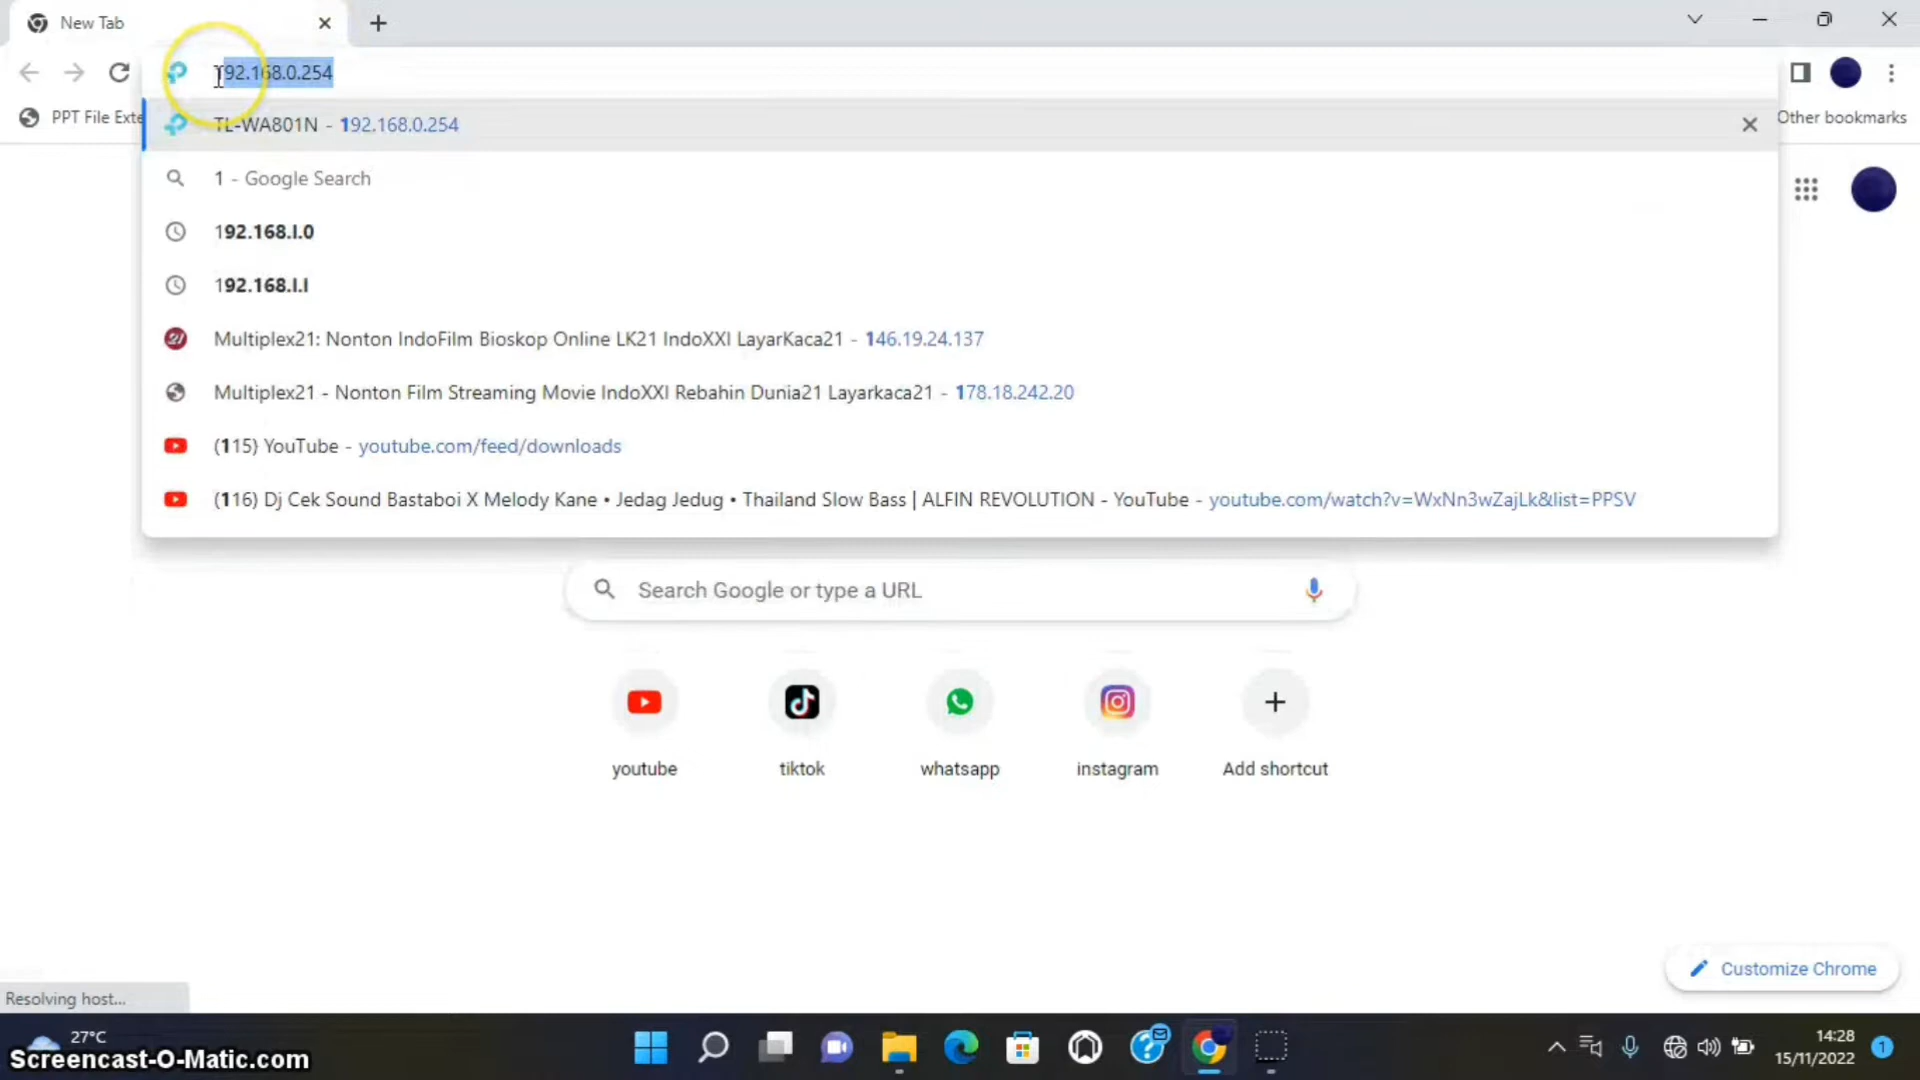 New Tab
192.168.0.254
PPT File Exte
Other bookmarks
TL-WA801N - 192.168.0.254
1 - Google Search
192.168.l.0
192.168.l.l
Multiplex21: Nonton IndoFilm Bioskop Online LK21 IndoXXI LayarKaca21 - 146.19.24.137
Multiplex21 - Nonton Film Streaming Movie IndoXXI Rebahin Dunia21 Layarkaca21 - 178.18.242.20
(115) YouTube - youtube.com/feed/downloads
(116) Dj Cek Sound Bastaboi X Melody Kane • Jedag Jedug • Thailand Slow Bass | ALFIN REVOLUTION - YouTube - youtube.com/watch?v=WxNn3wZajLk&list=PPSV
Search Google or type a URL
youtube
tiktok
whatsapp
instagram
Add shortcut
Customize Chrome
Resolving host...
27°C
Screencast-O-Matic.com
14:28
15/11/2022
1